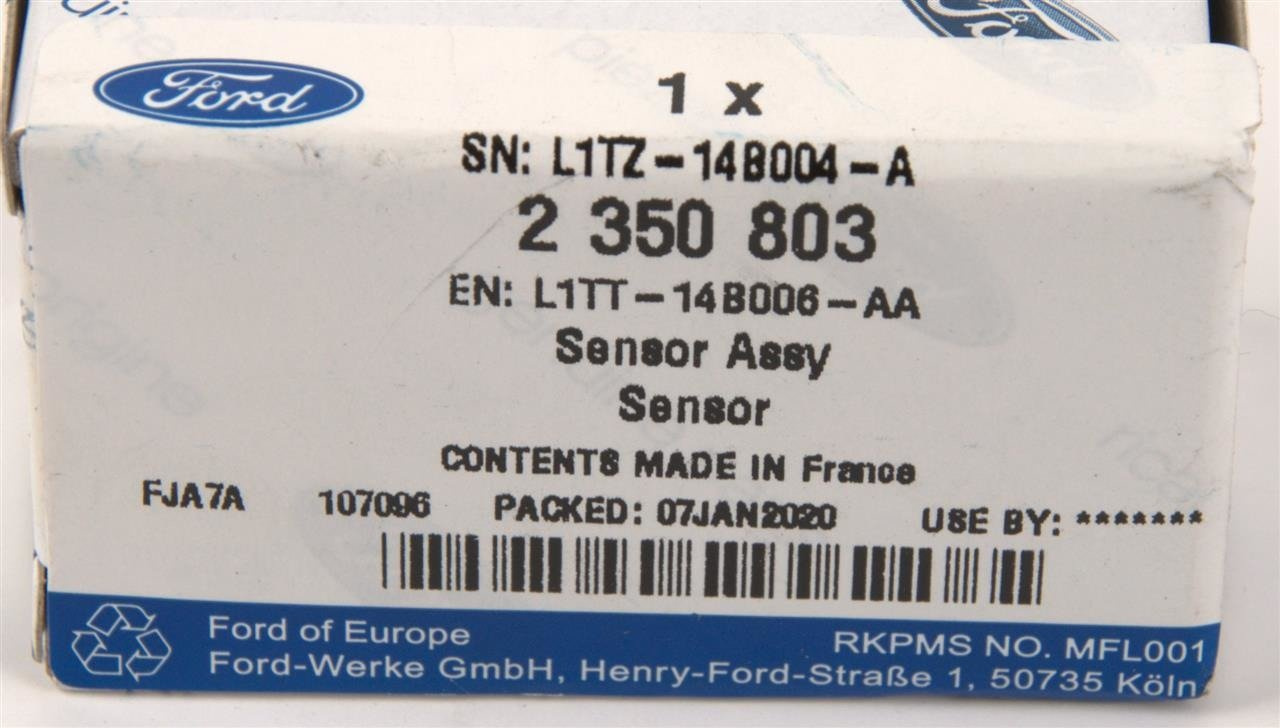 Ford
1 x
SN: L1TZ-14B004-A
2 350 803
EN: L1TT-14B006-AA
Sensor Assy
Sensor
CONTENTS MADE IN France
FJA7A 107096 PACKED: 07JAN2020 USE BY: *******
Ford of Europe RKPMS NO. MFL001
Ford-Werke GmbH, Henry-Ford-Straße 1, 50735 Köln